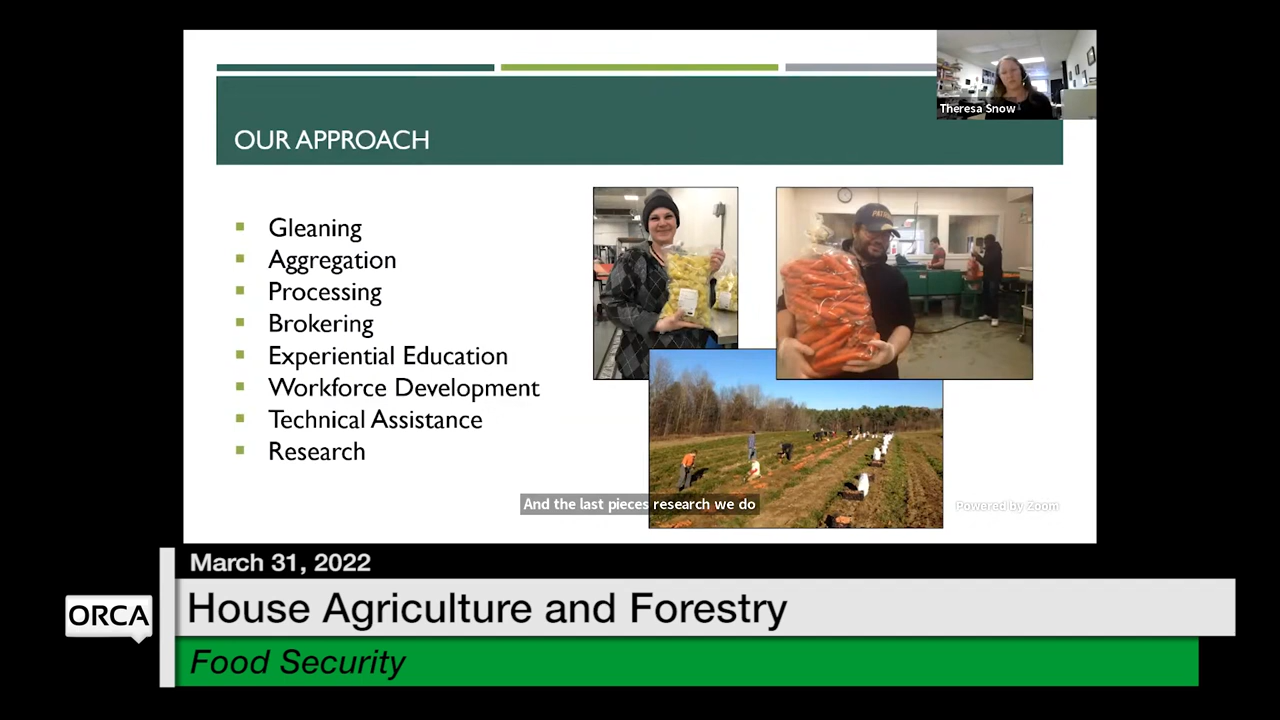 Theresa Snow
OUR APPROACH
Gleaning
Aggregation
Processing
Brokering
Experiential Education
Workforce Development
Technical Assistance
Research
And the last pieces research we do
Powered by Zoom
March 31, 2022
ORCA
House Agriculture and Forestry
Food Security